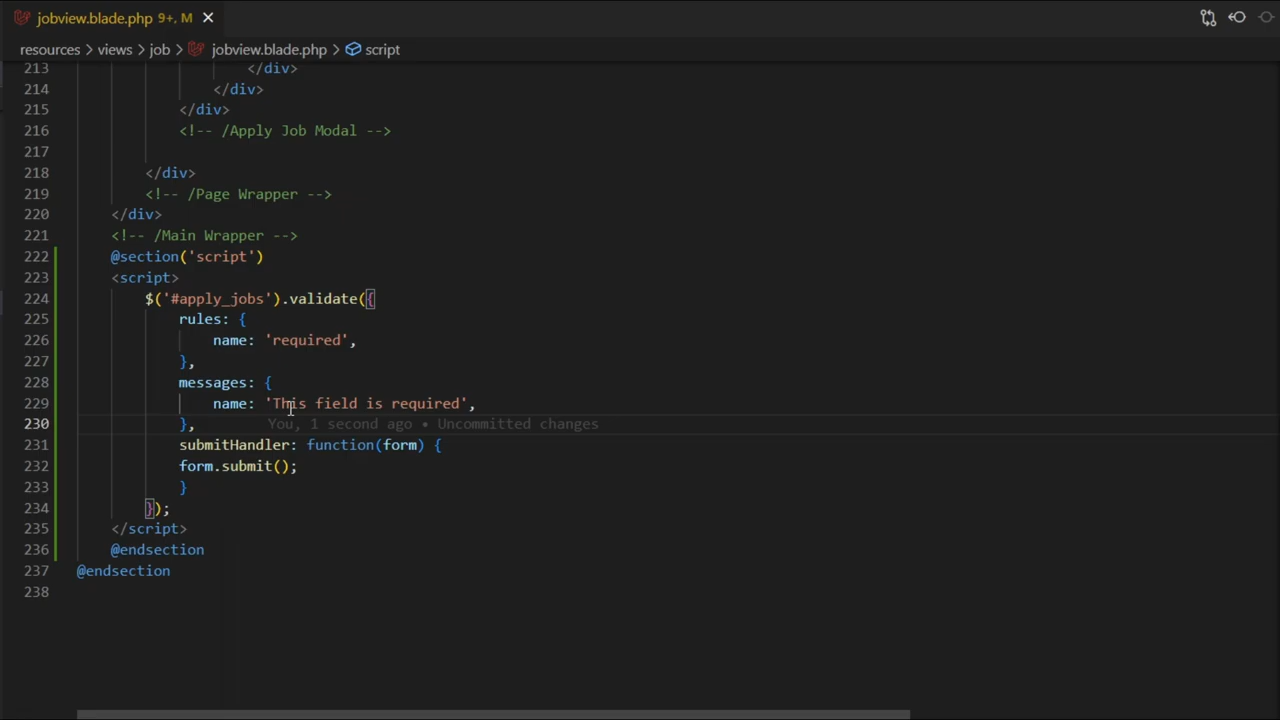 jobview.blade.php 9+, M
resources > views > job > jobview.blade.php > script
213 </div>
214 </div>
215 </div>
216 <!-- /Apply Job Modal -->
217
218 </div>
219 <!-- /Page Wrapper -->
220 </div>
221 <!-- /Main Wrapper -->
222 @section('script')
223 <script>
224 $('#apply_jobs').validate({
225 rules: {
226 name: 'required',
227 },
228 messages: {
229 name: 'This field is required',
230 }, You, 1 second ago • Uncommitted changes
231 submitHandler: function(form) {
232 form.submit();
233 }
234 });
235 </script>
236 @endsection
237 @endsection
238